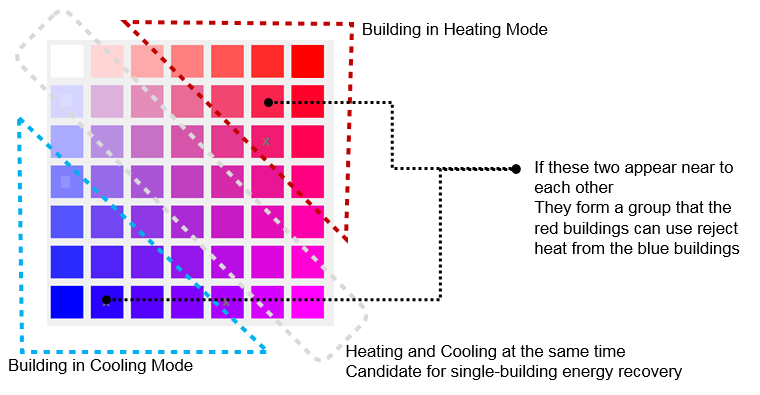 Building in Heating Mode
x
If these two appear near to
each other
They form a group that the
red buildings can use reject
heat from the blue buildings
Heating and Cooling at the same time
Building in Cooling Mode
Candidate for single-building energy recovery